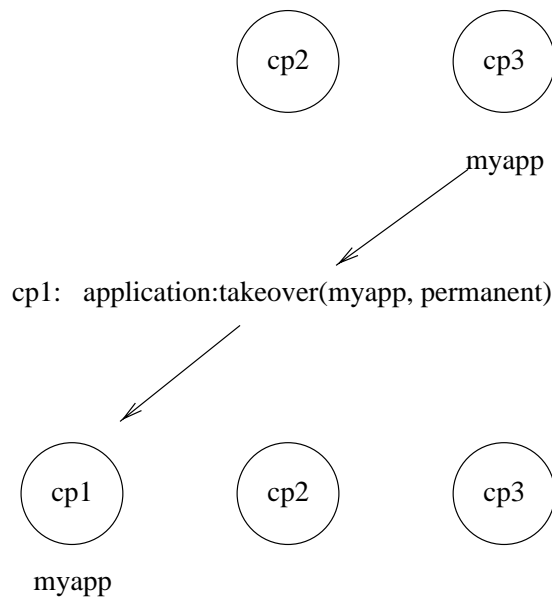 cp2 cp3
myapp
cp1: application:takeover(myapp, permanent)
cp1 cp2 cp3
myapp